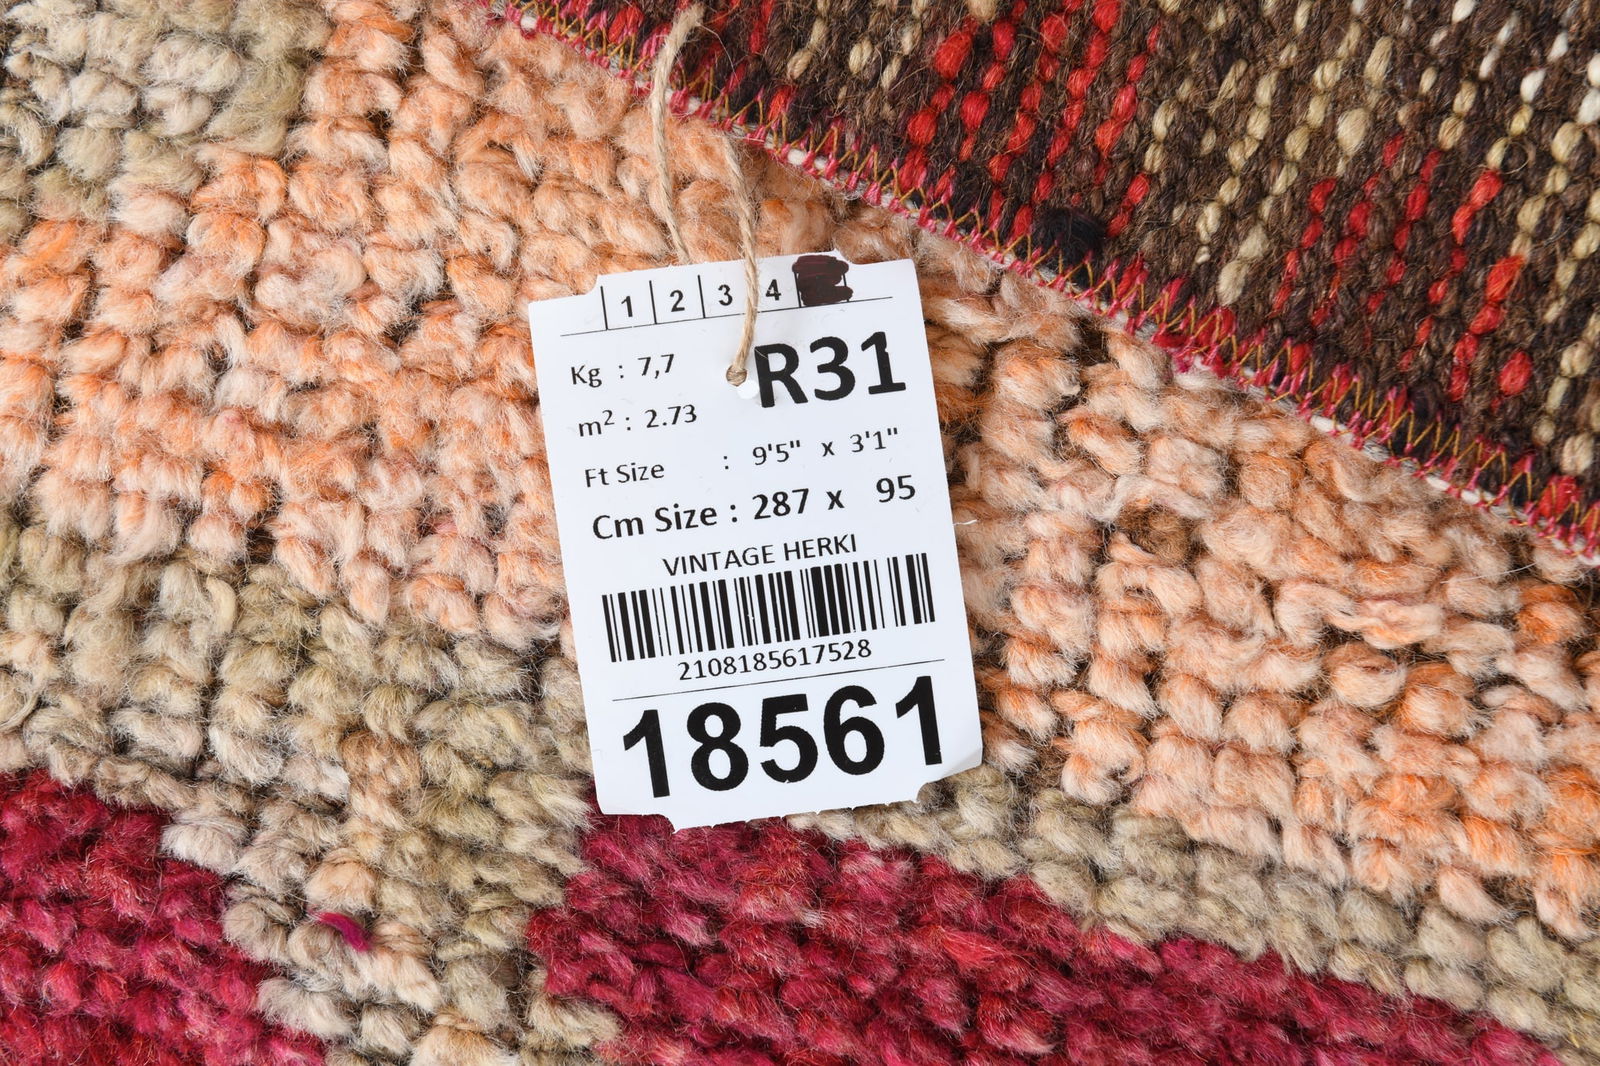 1 2 3 4
R31
Kg : 7,7
m2 : 2.73
Ft Size : 9'5" x 3'1"
Cm Size : 287 x 95
VINTAGE HERKI
2108185617528
18561